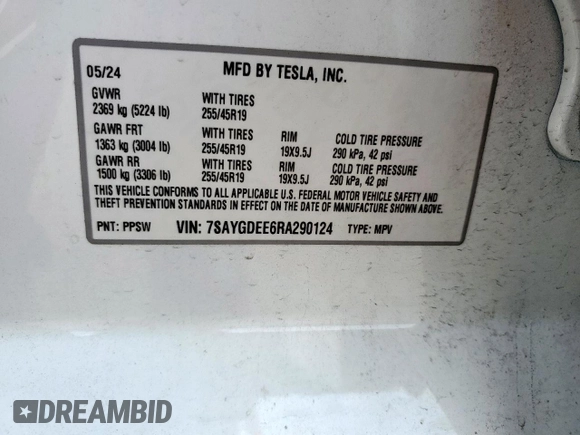 05/24 MFD BY TESLA, INC.
GVWR WITH TIRES
2369 kg (5224 lb) 255/45R19
GAWR FRT WITH TIRES RIM COLD TIRE PRESSURE
1363 kg (3004 lb) 255/45R19 19X9.5J 290 kPa, 42 psi
GAWR RR WITH TIRES RIM COLD TIRE PRESSURE
1500 kg (3306 lb) 255/45R19 19X9.5J 290 kPa, 42 psi
THIS VEHICLE CONFORMS TO ALL APPLICABLE U.S. FEDERAL MOTOR VEHICLE SAFETY AND
THEFT PREVENTION STANDARDS IN EFFECT ON THE DATE OF MANUFACTURE SHOWN ABOVE.
PNT: PPSW VIN: 7SAYGDEE6RA290124 TYPE: MPV
DREAMBID